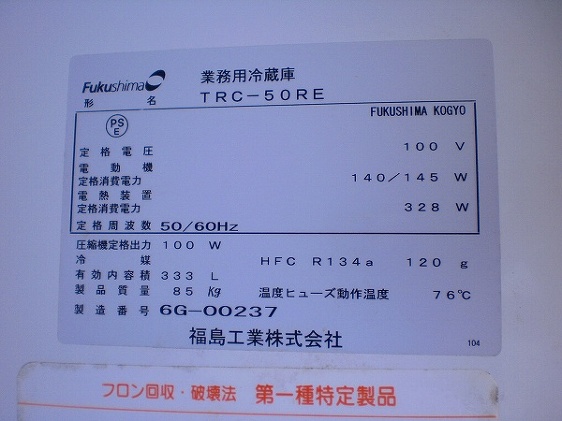 Fukushima 業務用冷蔵庫
形名 TRC-50RE
PSE FUKUSHIMA KOGYO
定格電圧 100 V
電動機
定格消費電力 140/145 W
電熱装置
定格消費電力 328 W
定格周波数 50/60Hz
圧縮機定格出力 100 W
冷媒 HFC R134a 120 g
有効内容積 333 L
製品質量 85 Kg 温度ヒューズ動作温度 76℃
製造番号 6G-00237
福島工業株式会社 104
フロン回収・破壊法 第一種特定製品